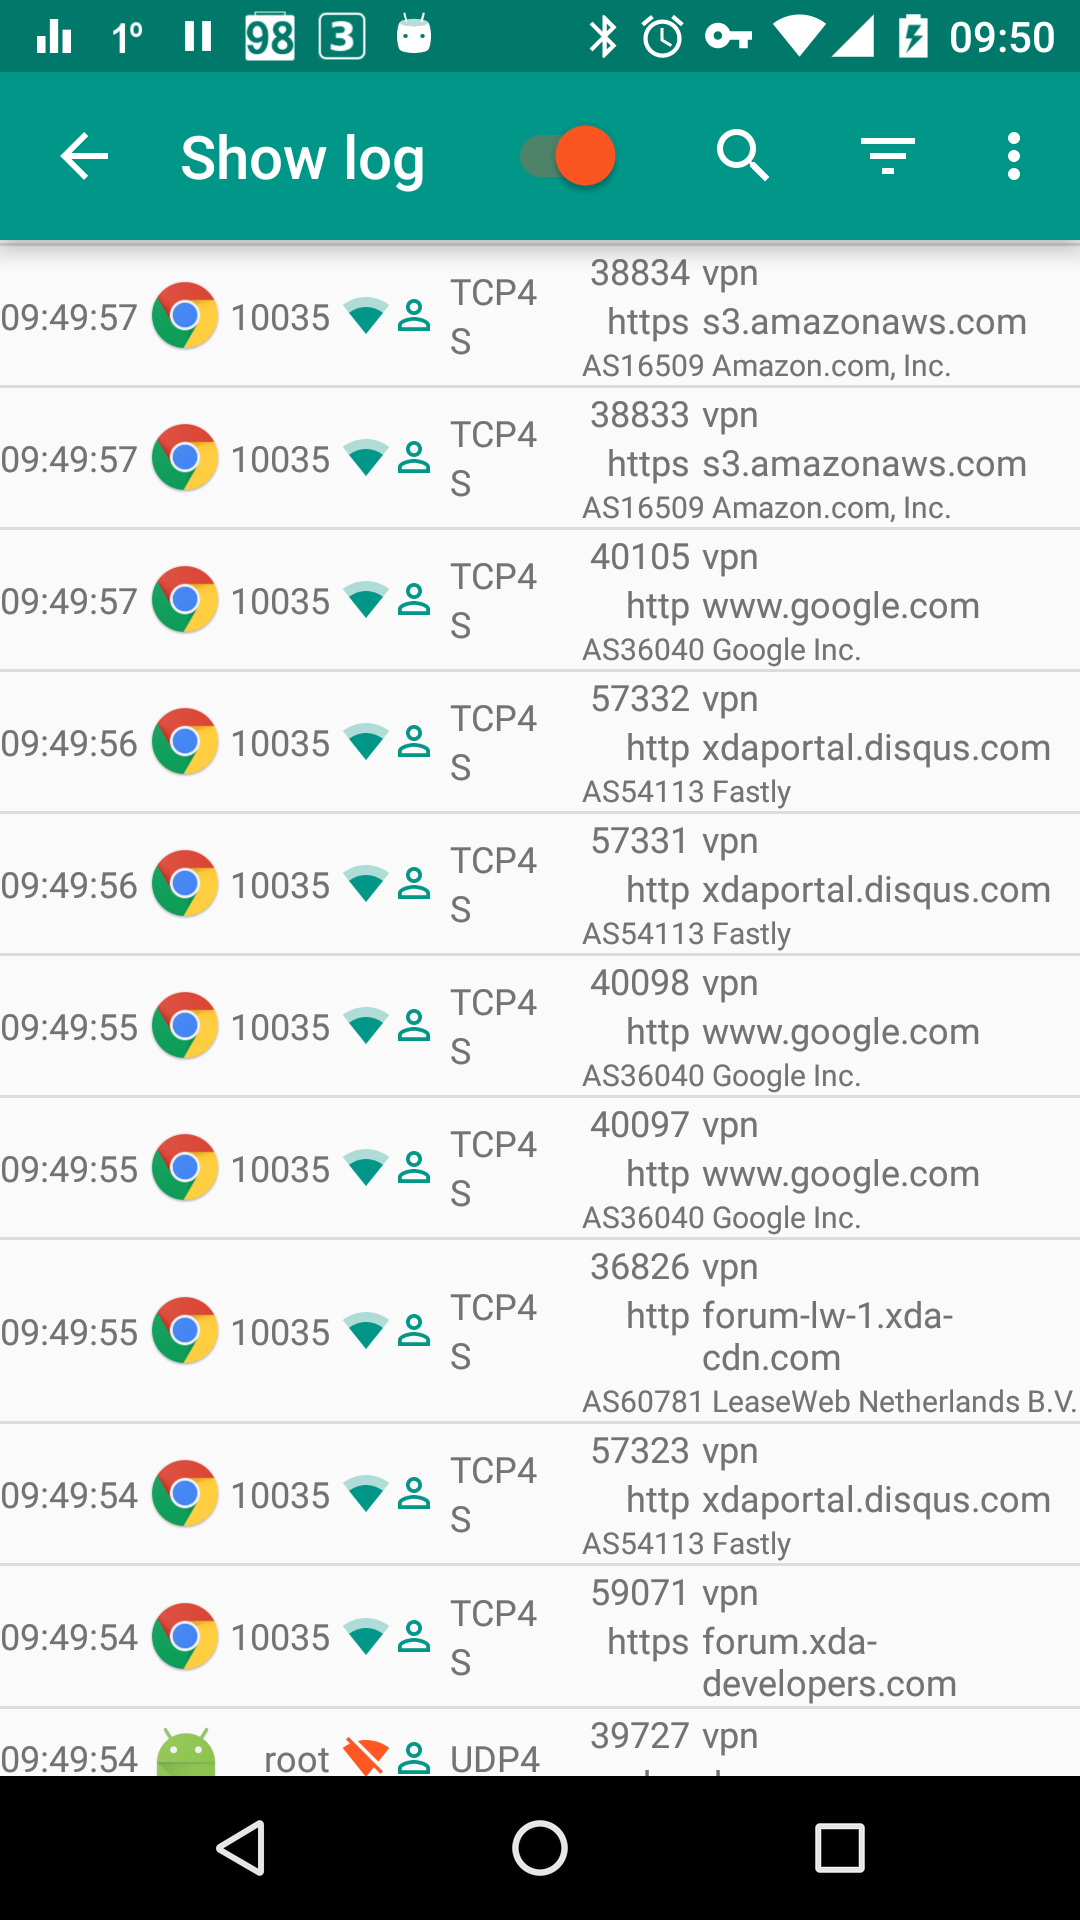 1º 98 3 09:50
Show log
38834 vpn
09:49:57 10035 TCP4 S https s3.amazonaws.com
AS16509 Amazon.com, Inc.
38833 vpn
09:49:57 10035 TCP4 S https s3.amazonaws.com
AS16509 Amazon.com, Inc.
40105 vpn
09:49:57 10035 TCP4 S http www.google.com
AS36040 Google Inc.
57332 vpn
09:49:56 10035 TCP4 S http xdaportal.disqus.com
AS54113 Fastly
57331 vpn
09:49:56 10035 TCP4 S http xdaportal.disqus.com
AS54113 Fastly
40098 vpn
09:49:55 10035 TCP4 S http www.google.com
AS36040 Google Inc.
40097 vpn
09:49:55 10035 TCP4 S http www.google.com
AS36040 Google Inc.
36826 vpn
09:49:55 10035 TCP4 S http forum-lw-1.xda-
cdn.com
AS60781 LeaseWeb Netherlands B.V.
57323 vpn
09:49:54 10035 TCP4 S http xdaportal.disqus.com
AS54113 Fastly
59071 vpn
09:49:54 10035 TCP4 S https forum.xda-
developers.com
39727 vpn
09:49:54 root UDP4